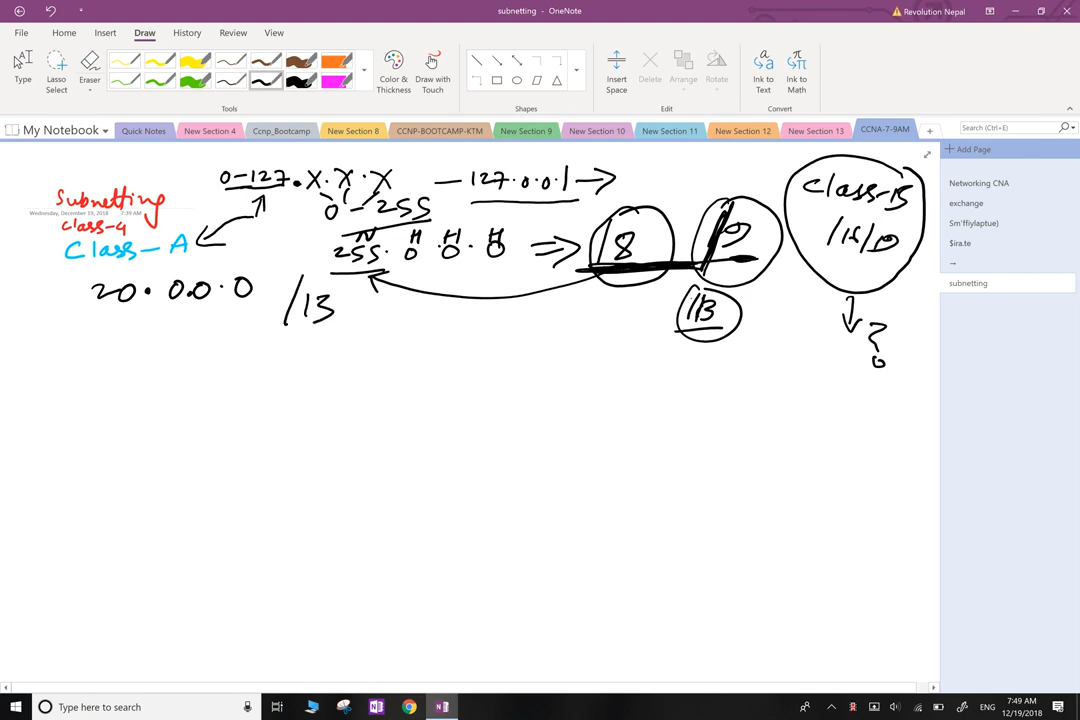 subnetting - OneNote
Revolution Nepal
File Home Insert Draw History Review View
Type
Lasso Select
Eraser
Color & Thickness
Draw with Touch
Insert Space
Delete
Arrange
Rotate
Ink to Text
Ink to Math
Tools
Shapes
Edit
Convert
My Notebook
Quick Notes
New Section 4
Ccnp_Bootcamp
New Section 8
CCNP-BOOTCAMP-KTM
New Section 9
New Section 10
New Section 11
New Section 12
New Section 13
CCNA-7-9AM
Search (Ctrl+E)
Add Page
Networking CNA
exchange
Sm'ffiylaptue)
$ira.te
subnetting
0-127.X.X.X — 127.0.0.1
0-255
Subnetting
Wednesday, December 19, 2018 7:39 AM
class-4
Class-A
N H H H
255.0.0.0
/8
20.0.0.0 /13
/13
?
Type here to search
ENG
7:49 AM
12/19/2018